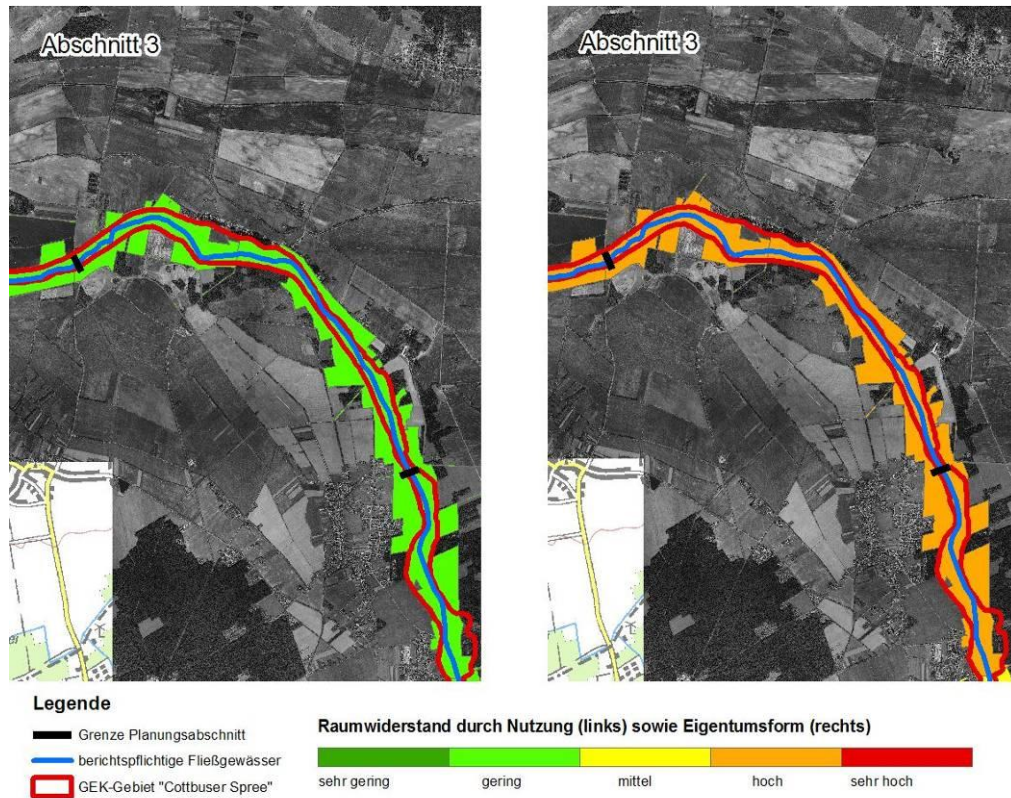 Abschnitt 3
Abschnitt 3
Legende
Grenze Planungsabschnitt
berichtspflichtige Fließgewässer
GEK-Gebiet "Cottbuser Spree"
Raumwiderstand durch Nutzung (links) sowie Eigentumsform (rechts)
sehr gering gering mittel hoch sehr hoch